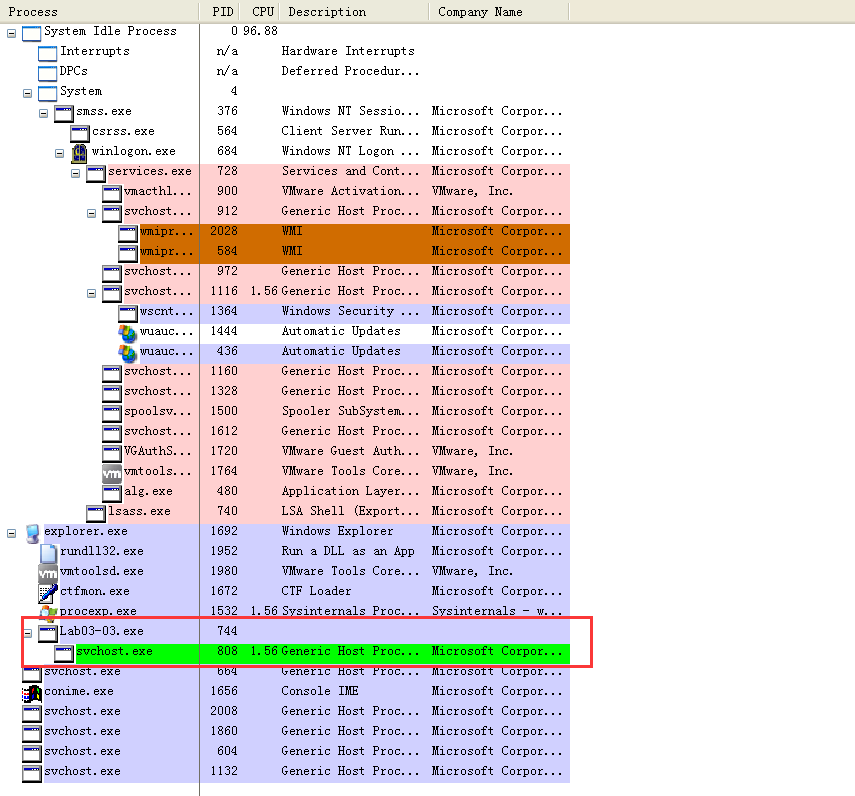 Process PID CPU Description Company Name
System Idle Process 0 96.88
Interrupts n/a Hardware Interrupts
DPCs n/a Deferred Procedur...
System 4
smss.exe 376 Windows NT Sessio... Microsoft Corpor...
csrss.exe 564 Client Server Run... Microsoft Corpor...
winlogon.exe 684 Windows NT Logon ... Microsoft Corpor...
services.exe 728 Services and Cont... Microsoft Corpor...
vmacthl... 900 VMware Activation... VMware, Inc.
svchost... 912 Generic Host Proc... Microsoft Corpor...
wmipr... 2028 WMI Microsoft Corpor...
wmipr... 584 WMI Microsoft Corpor...
svchost... 972 Generic Host Proc... Microsoft Corpor...
svchost... 1116 1.56 Generic Host Proc... Microsoft Corpor...
wscnt... 1364 Windows Security ... Microsoft Corpor...
wuauc... 1444 Automatic Updates Microsoft Corpor...
wuauc... 436 Automatic Updates Microsoft Corpor...
svchost... 1160 Generic Host Proc... Microsoft Corpor...
svchost... 1328 Generic Host Proc... Microsoft Corpor...
spoolsv... 1500 Spooler SubSystem... Microsoft Corpor...
svchost... 1612 Generic Host Proc... Microsoft Corpor...
VGAuthS... 1720 VMware Guest Auth... VMware, Inc.
vmtools... 1764 VMware Tools Core... VMware, Inc.
alg.exe 480 Application Layer... Microsoft Corpor...
lsass.exe 740 LSA Shell (Export... Microsoft Corpor...
explorer.exe 1692 Windows Explorer Microsoft Corpor...
rundll32.exe 1952 Run a DLL as an App Microsoft Corpor...
vmtoolsd.exe 1980 VMware Tools Core... VMware, Inc.
ctfmon.exe 1672 CTF Loader Microsoft Corpor...
procexp.exe 1532 1.56 Sysinternals Proc... Sysinternals - w...
Lab03-03.exe 744
svchost.exe 808 1.56 Generic Host Proc... Microsoft Corpor...
svchost.exe 664 Generic Host Proc... Microsoft Corpor...
conime.exe 1656 Console IME Microsoft Corpor...
svchost.exe 2008 Generic Host Proc... Microsoft Corpor...
svchost.exe 1860 Generic Host Proc... Microsoft Corpor...
svchost.exe 604 Generic Host Proc... Microsoft Corpor...
svchost.exe 1132 Generic Host Proc... Microsoft Corpor...